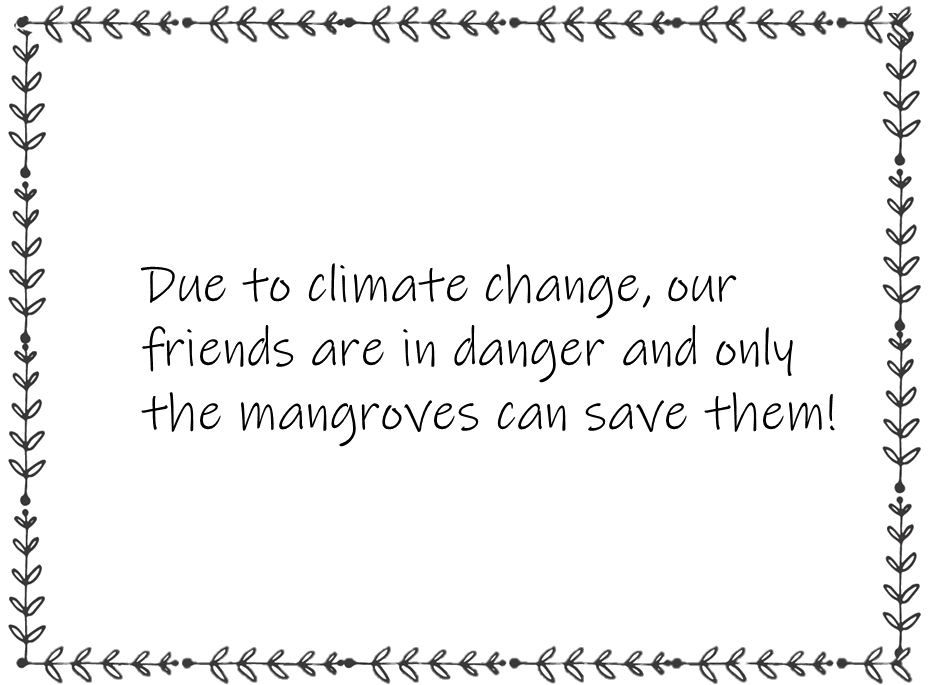 Due to climate change, our
friends are in danger and only
the mangroves can save them!